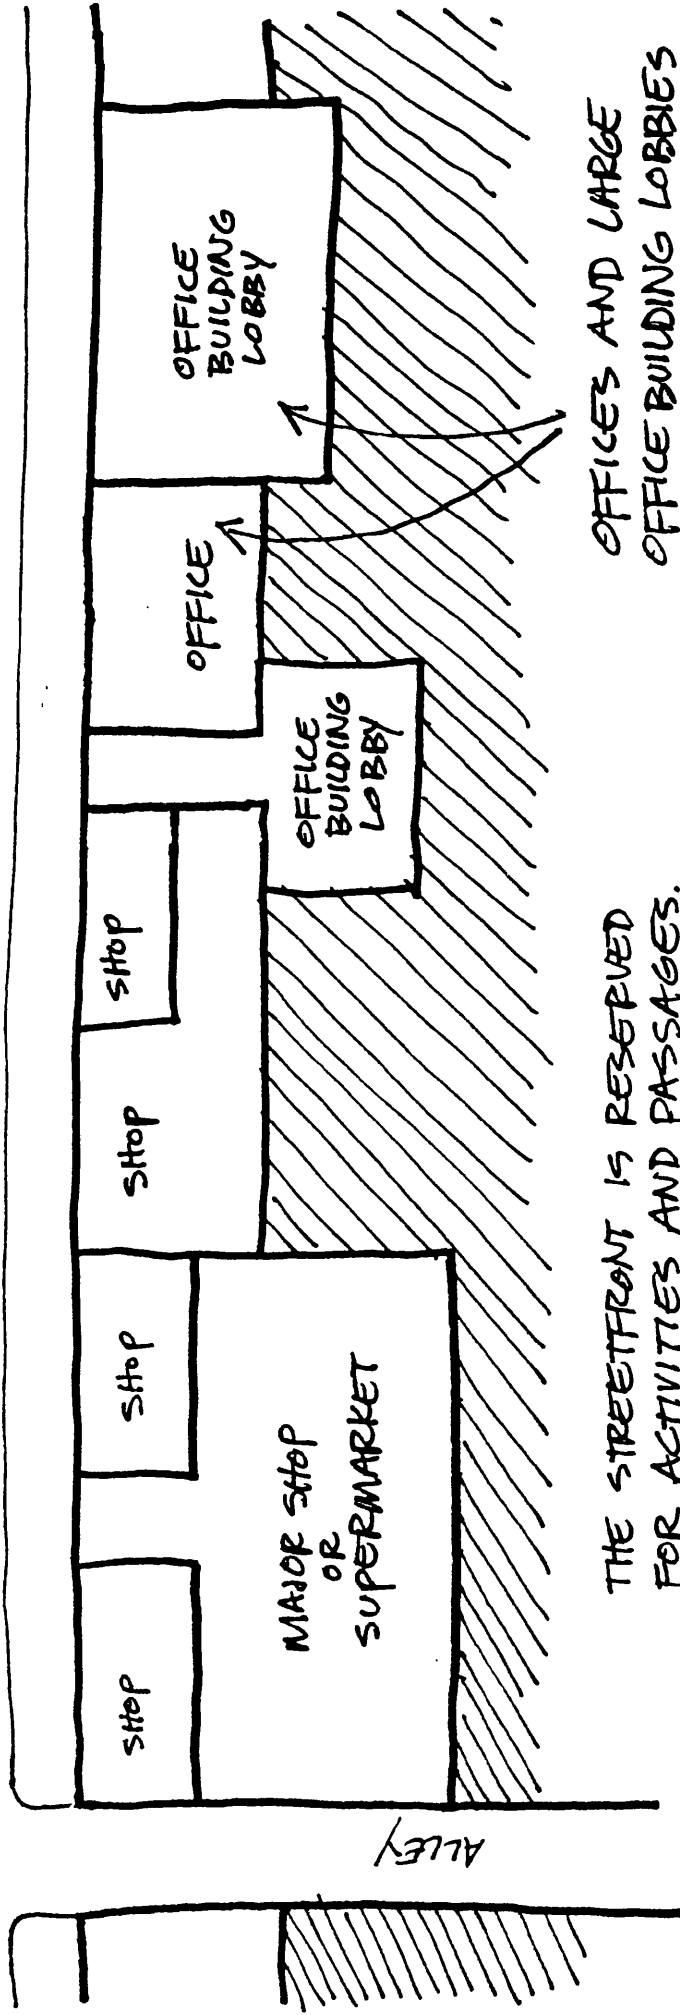 SHOP
SHOP
SHOP
SHOP
OFFICE
OFFICE
BUILDING
LOBBY
ALLEY
MAJOR SHOP
OR
SUPERMARKET
OFFICE
BUILDING
LOBBY
THE STREETFRONT IS RESERVED
FOR ACTIVITIES AND PASSAGES.
OFFICES AND LARGE
OFFICE BUILDING LOBBIES